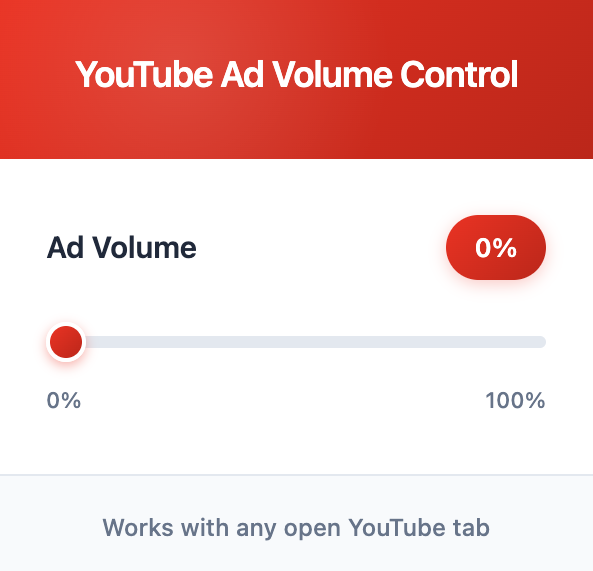 YouTube Ad Volume Control
Ad Volume
0%
0%
100%
Works with any open YouTube tab